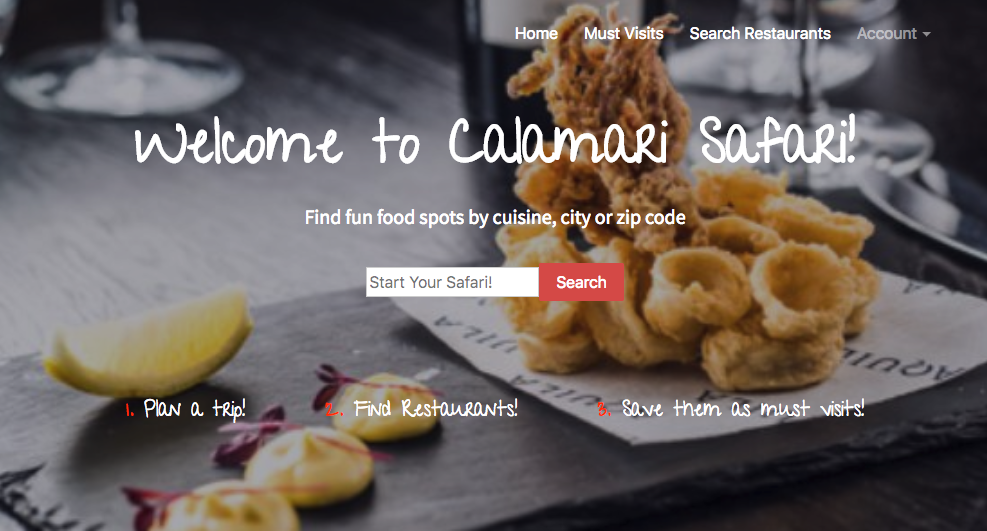 Home Must Visits Search Restaurants Account
Welcome to Calamari Safari!
Find fun food spots by cuisine, city or zip code
Start Your Safari! Search
1. Plan a trip! 2. Find Restaurants! 3. Save them as must visits!
AQUILA